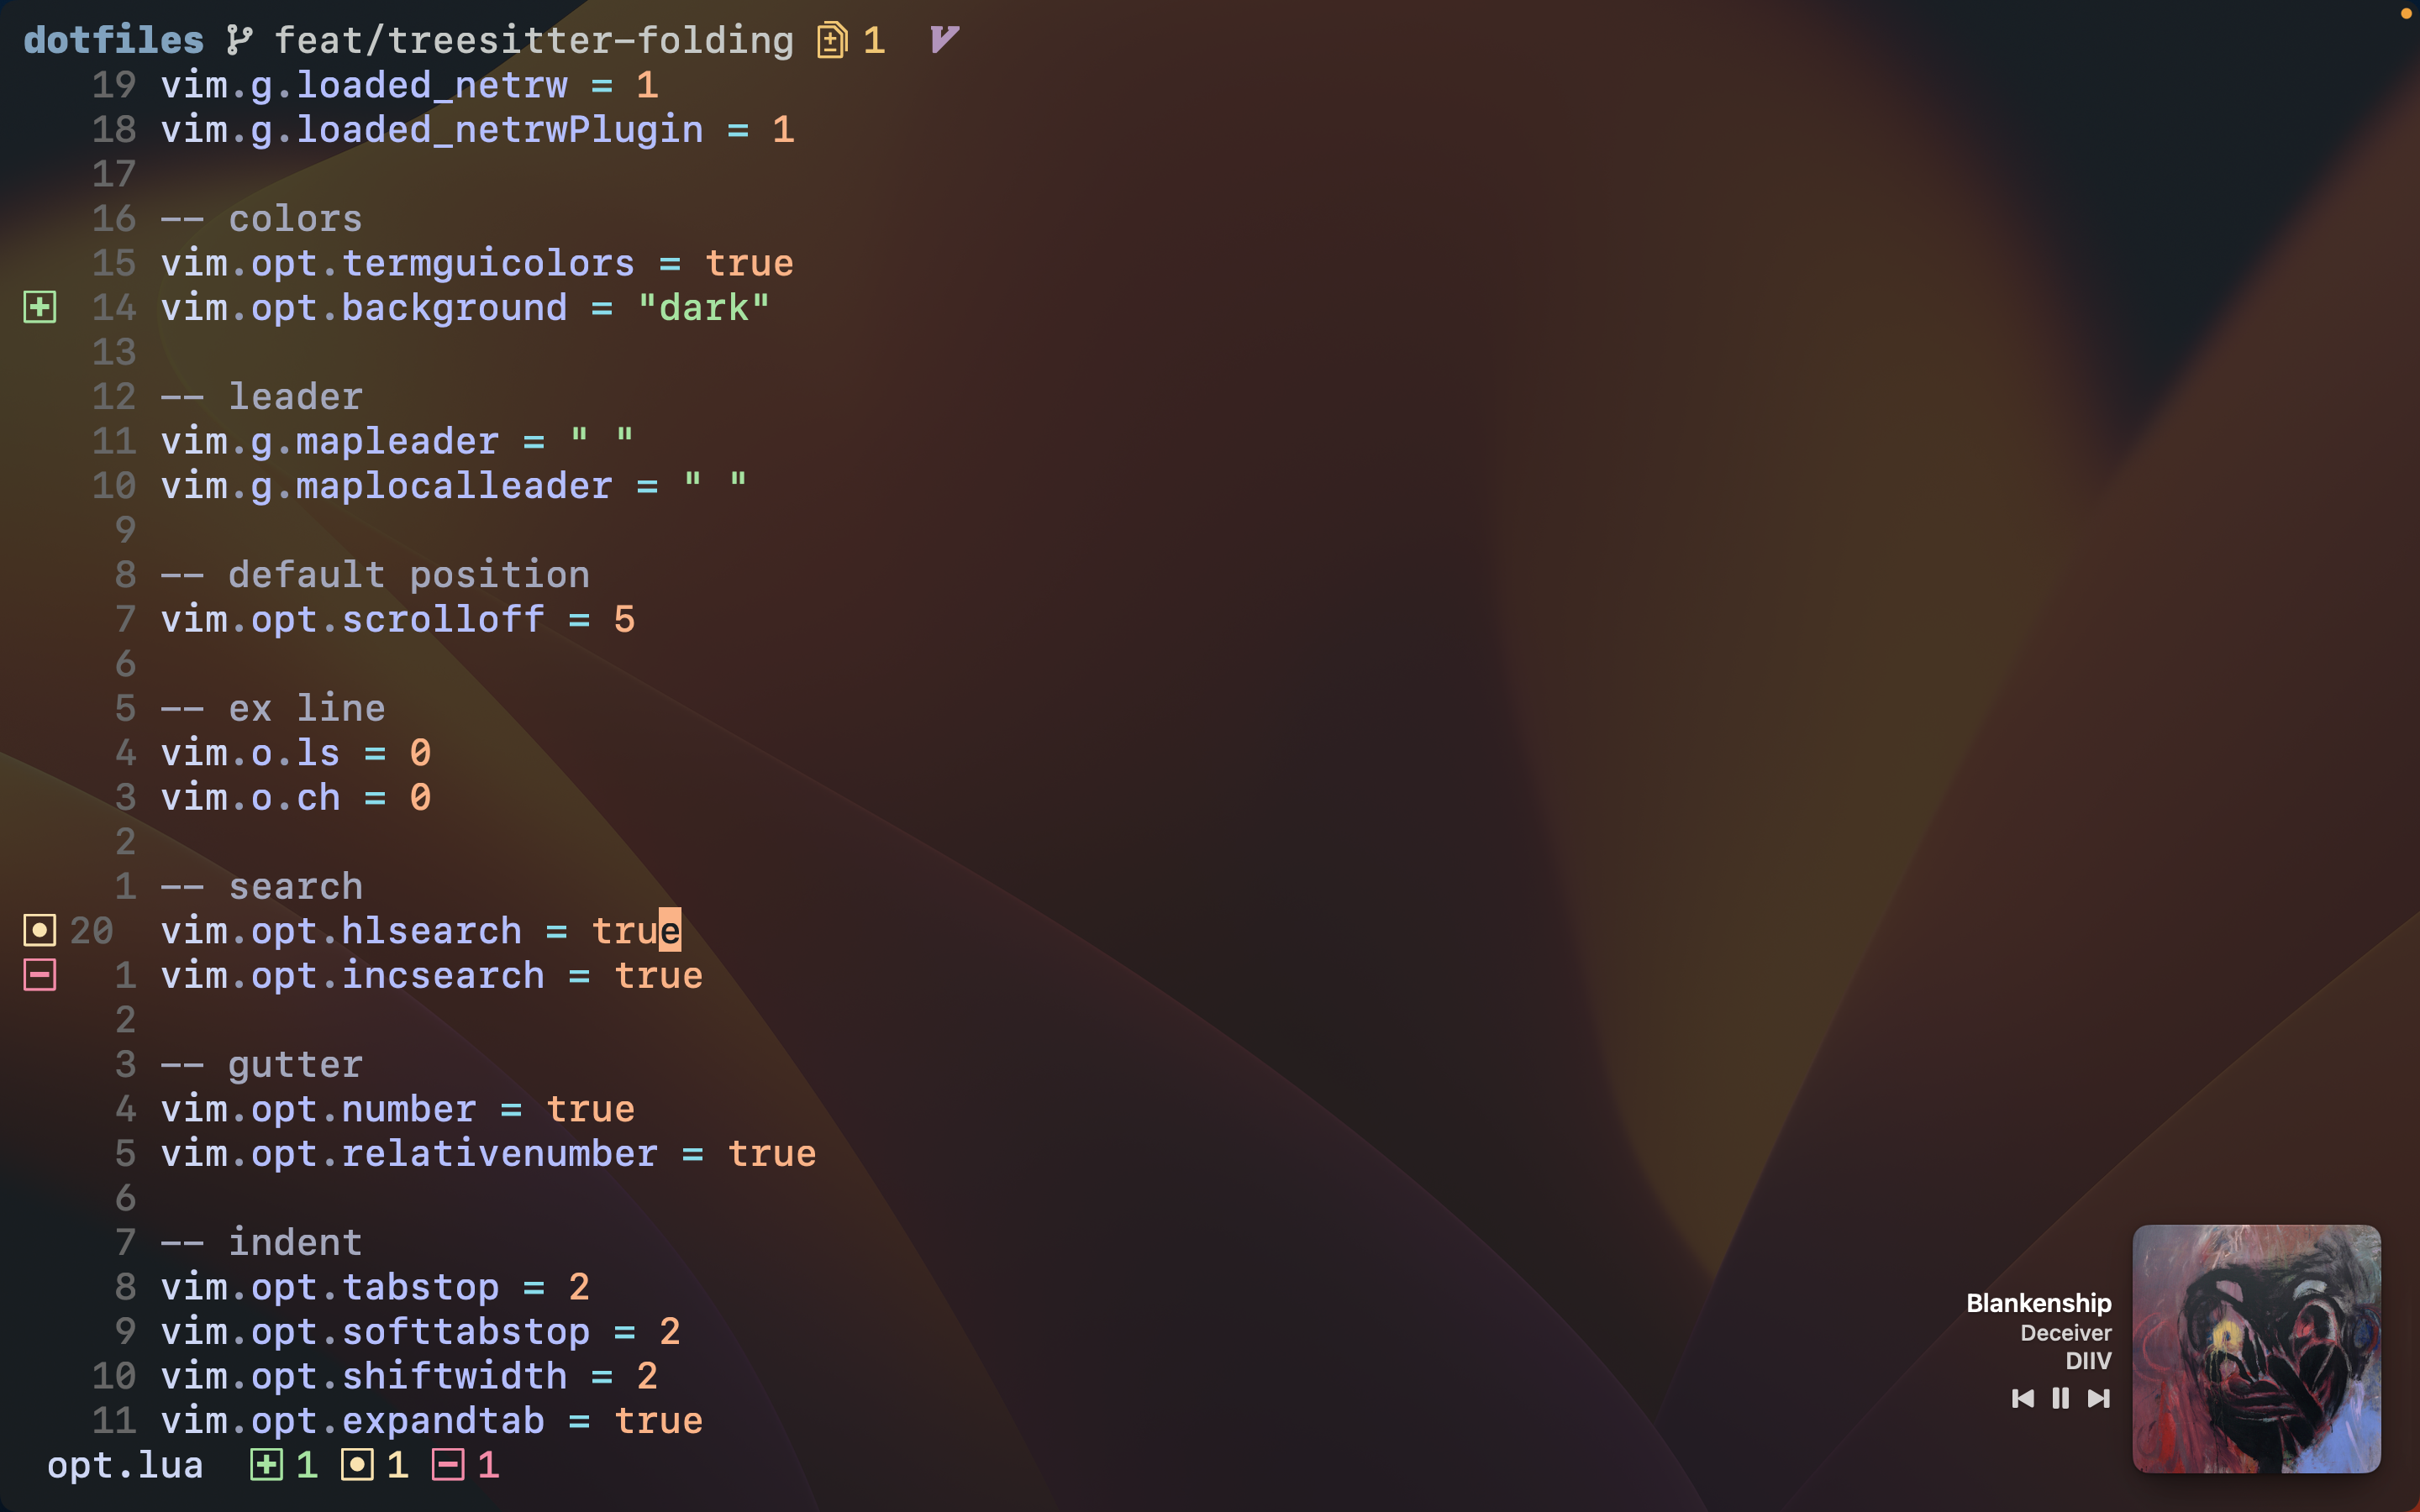 dotfiles feat/treesitter-folding 1
19 vim.g.loaded_netrw = 1
18 vim.g.loaded_netrwPlugin = 1
17
16 -- colors
15 vim.opt.termguicolors = true
14 vim.opt.background = "dark"
13
12 -- leader
11 vim.g.mapleader = " "
10 vim.g.maplocalleader = " "
9
8 -- default position
7 vim.opt.scrolloff = 5
6
5 -- ex line
4 vim.o.ls = 0
3 vim.o.ch = 0
2
1 -- search
20 vim.opt.hlsearch = true
1 vim.opt.incsearch = true
2
3 -- gutter
4 vim.opt.number = true
5 vim.opt.relativenumber = true
6
7 -- indent
8 vim.opt.tabstop = 2
9 vim.opt.softtabstop = 2
10 vim.opt.shiftwidth = 2
11 vim.opt.expandtab = true
opt.lua 1 1 1
Blankenship
Deceiver
DIIV